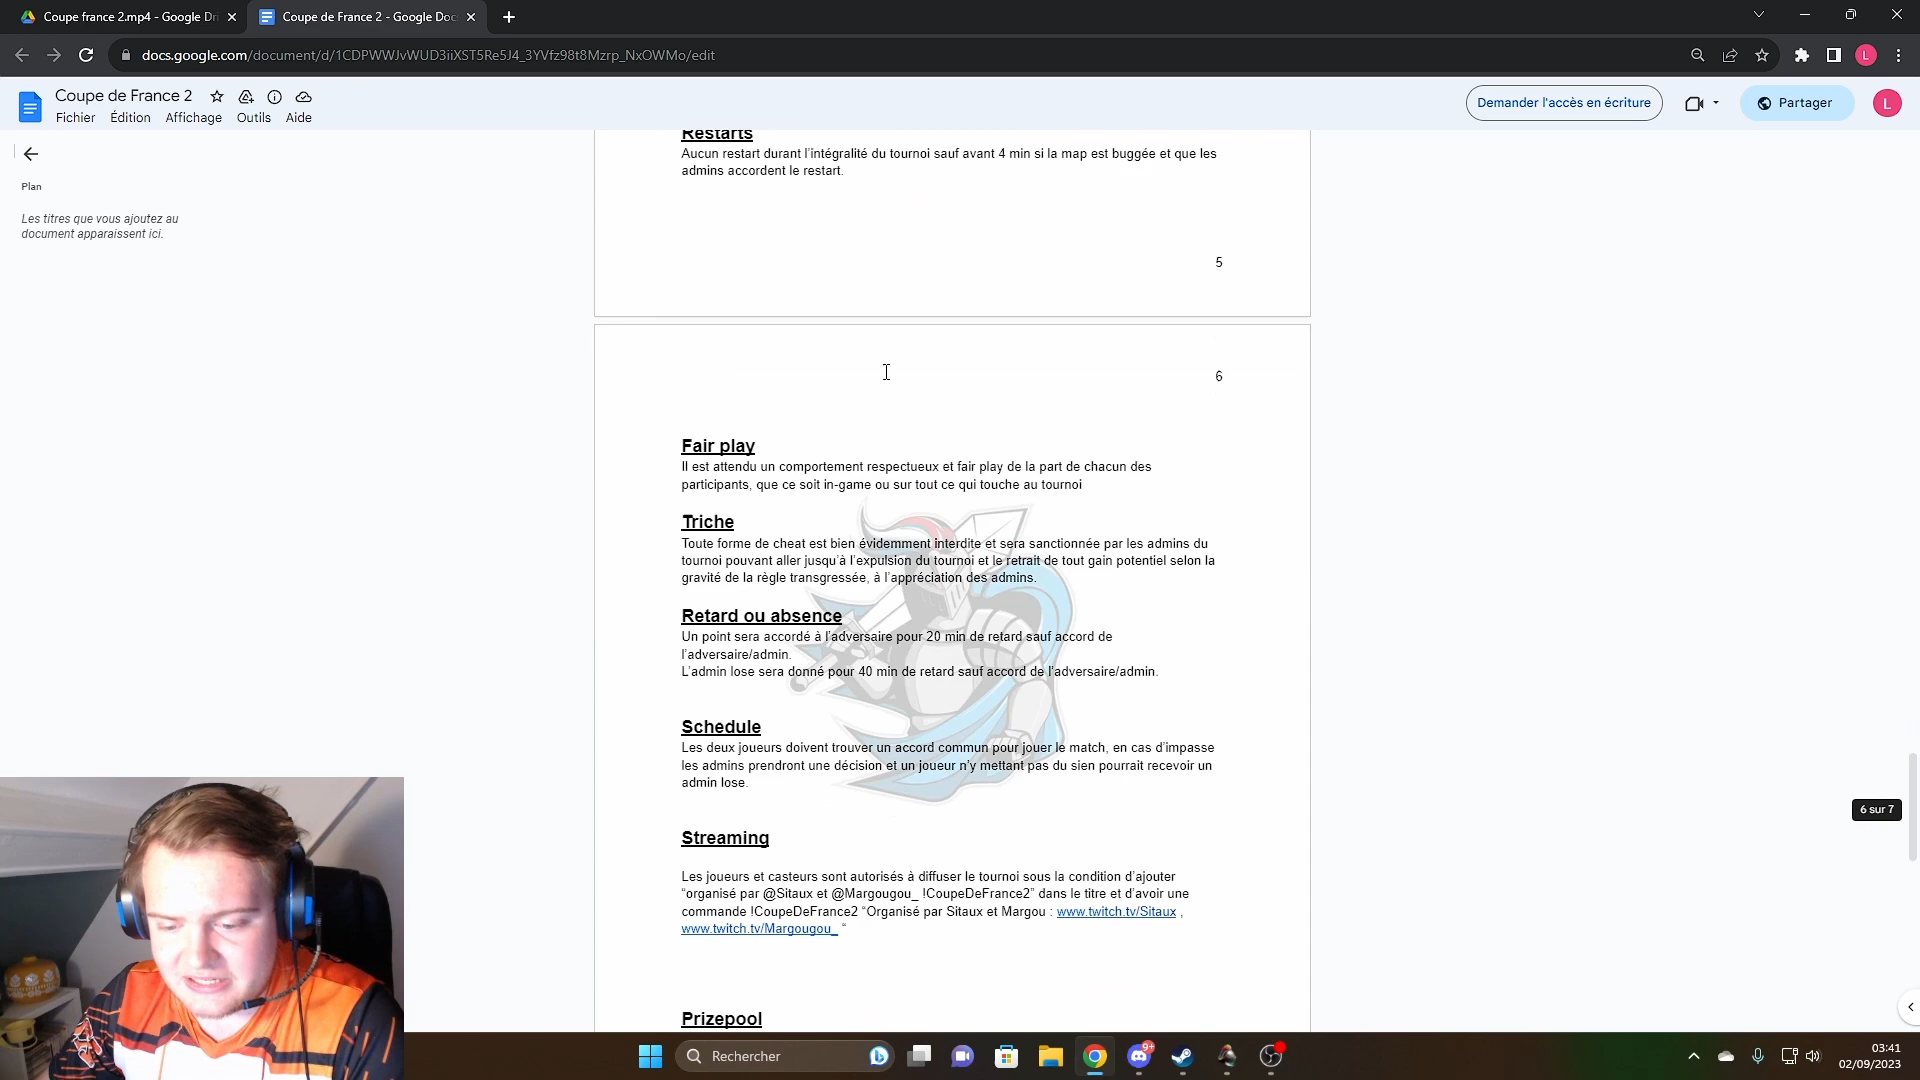 Coupe france 2.mp4 - Google Dri
Coupe de France 2 - Google Doc
docs.google.com/document/d/1CDPWWJvWUD3iiXST5Re5J4_3YVfz98t8Mzrp_NxOWMo/edit
L
Coupe de France 2
Fichier Édition Affichage Outils Aide
Demander l'accès en écriture
Partager
L
Plan
Les titres que vous ajoutez au
document apparaissent ici.
Restarts
Aucun restart durant l'intégralité du tournoi sauf avant 4 min si la map est buggée et que les
admins accordent le restart.
5
6
Fair play
Il est attendu un comportement respectueux et fair play de la part de chacun des
participants, que ce soit in-game ou sur tout ce qui touche au tournoi
Triche
Toute forme de cheat est bien évidemment interdite et sera sanctionnée par les admins du
tournoi pouvant aller jusqu'à l'expulsion du tournoi et le retrait de tout gain potentiel selon la
gravité de la règle transgressée, à l'appréciation des admins.
Retard ou absence
Un point sera accordé à l'adversaire pour 20 min de retard sauf accord de
l'adversaire/admin.
L'admin lose sera donné pour 40 min de retard sauf accord de l'adversaire/admin.
Schedule
Les deux joueurs doivent trouver un accord commun pour jouer le match, en cas d'impasse
les admins prendront une décision et un joueur n'y mettant pas du sien pourrait recevoir un
admin lose.
Streaming
Les joueurs et casteurs sont autorisés à diffuser le tournoi sous la condition d'ajouter
“organisé par @Sitaux et @Margougou_ !CoupeDeFrance2” dans le titre et d'avoir une
commande !CoupeDeFrance2 “Organisé par Sitaux et Margou : www.twitch.tv/Sitaux ,
www.twitch.tv/Margougou_ “
Prizepool
6 sur 7
Rechercher
9+
03:41
02/09/2023